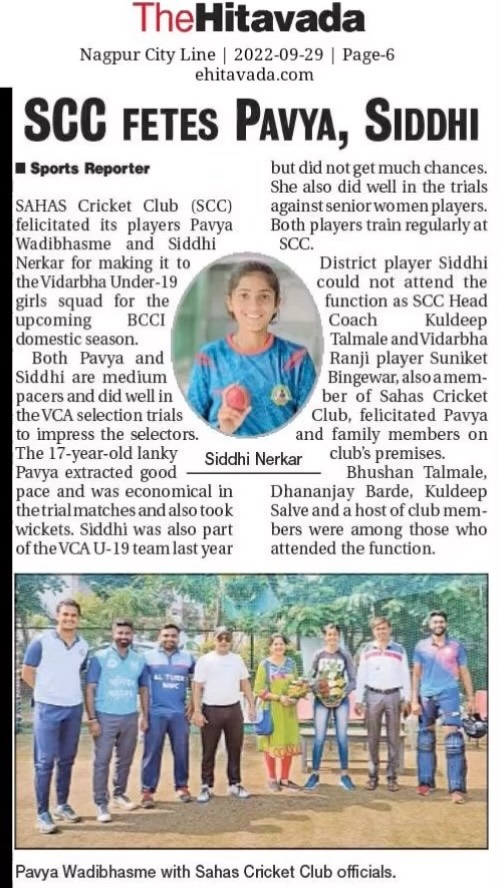 TheHitavada
Nagpur City Line | 2022-09-29 | Page-6
ehitavada.com
SCC FETES PAVYA, SIDDHI
■ Sports Reporter
SAHAS Cricket Club (SCC)
felicitated its players Pavya
Wadibhasme and Siddhi
Nerkar for making it to
the Vidarbha Under-19
girls squad for the
upcoming BCCI
domestic season.
Both Pavya and
Siddhi are medium
pacers and did well in
the VCA selection trials
to impress the selectors.
The 17-year-old lanky
Pavya extracted good
pace and was economical in
the trial matches and also took
wickets. Siddhi was also part
of the VCA U-19 team last year
but did not get much chances.
She also did well in the trials
against senior women players.
Both players train regularly at
SCC.
District player Siddhi
could not attend the
function as SCC Head
Coach Kuldeep
Talmale and Vidarbha
Ranji player Suniket
Bingewar, also a mem-
ber of Sahas Cricket
Club, felicitated Pavya
and family members on
club's premises.
Bhushan Talmale,
Dhananjay Barde, Kuldeep
Salve and a host of club mem-
bers were among those who
attended the function.
Siddhi Nerkar
Pavya Wadibhasme with Sahas Cricket Club officials.